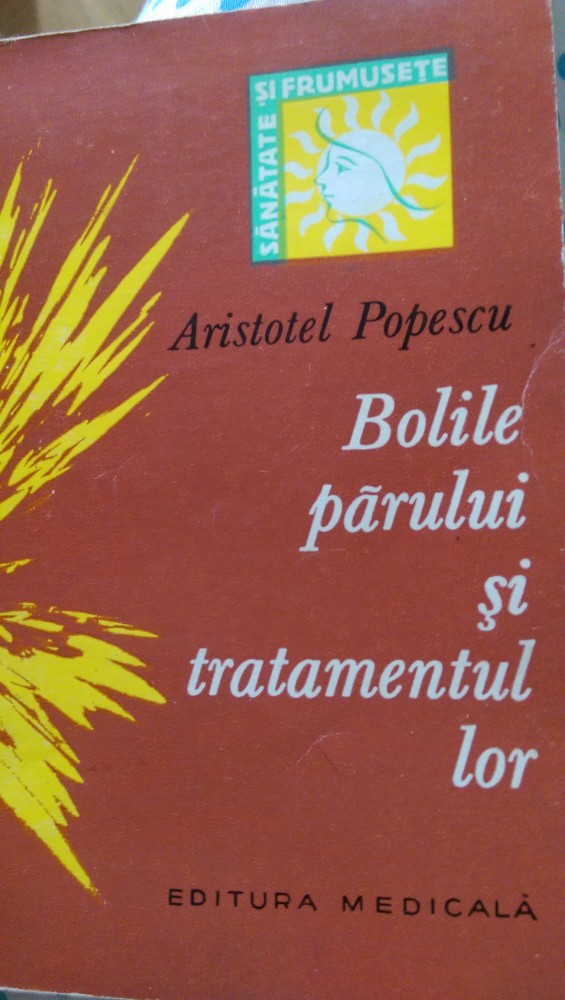 SĂNĂTATE ·ŞI FRUMUSEŢE
Aristotel Popescu
Bolile
părului
şi
tratamentul
lor
EDITURA MEDICALĂ